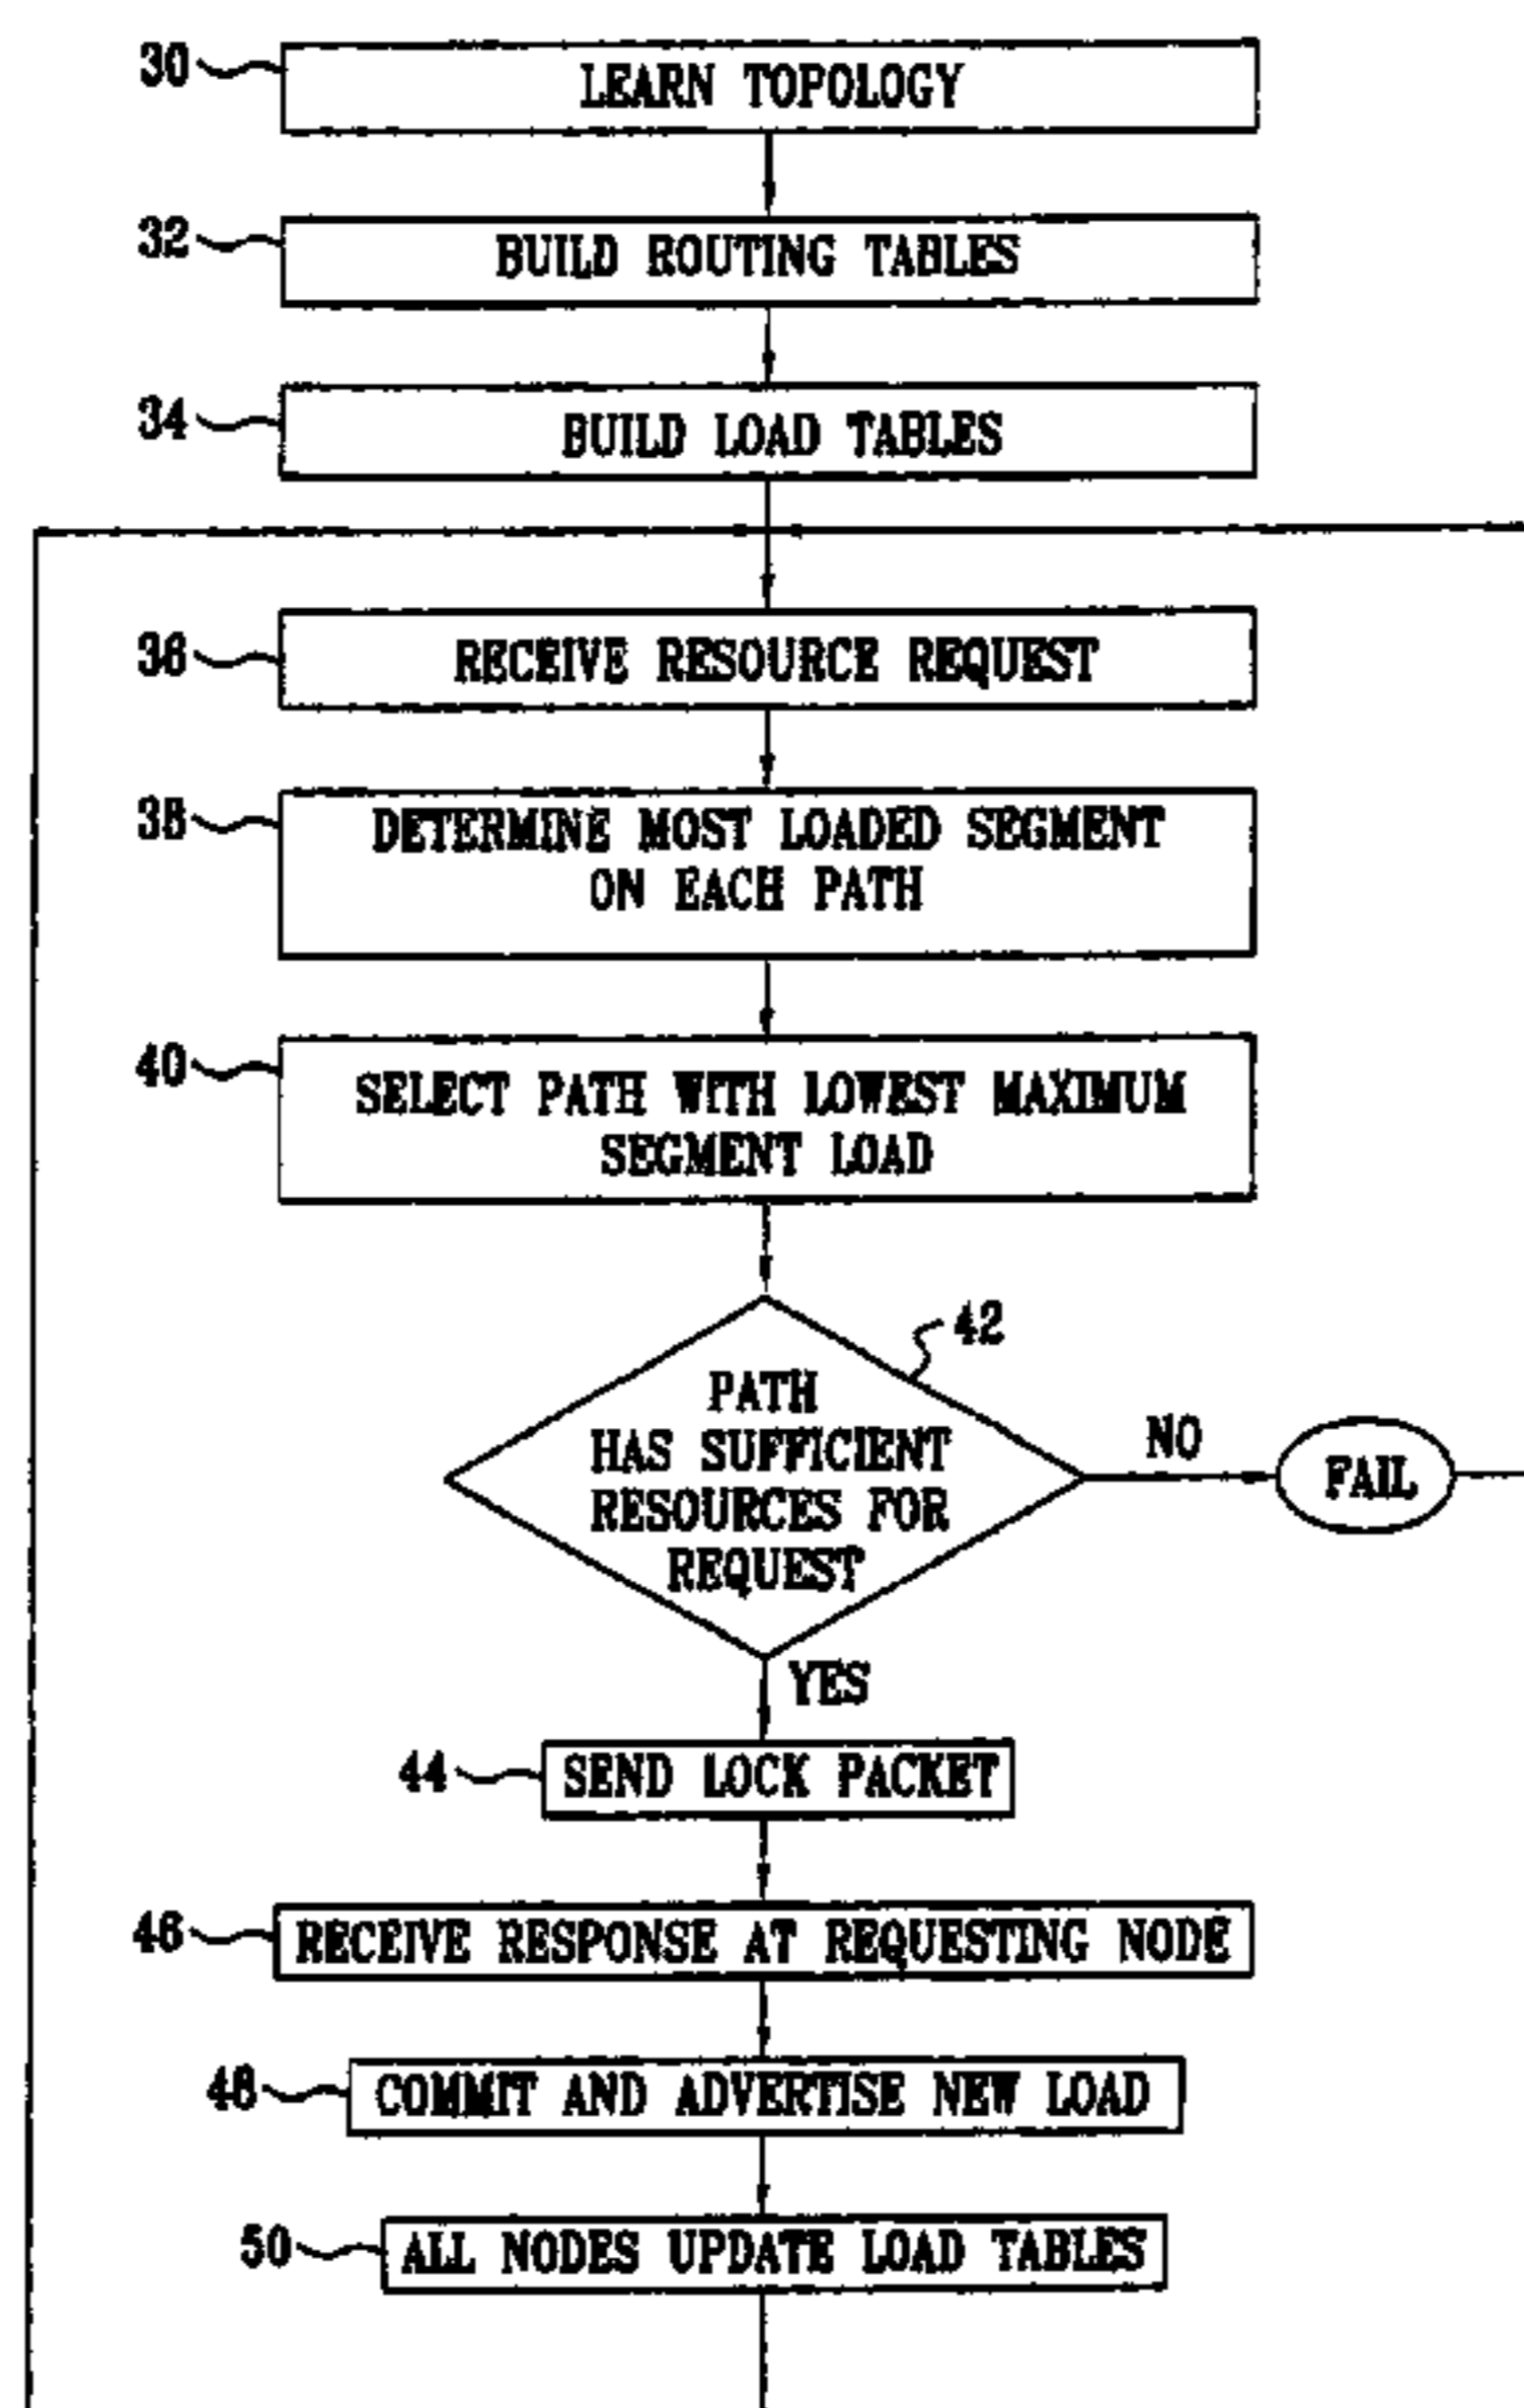 30
LEARN TOPOLOGY
32
BUILD ROUTING TABLES
34
BUILD LOAD TABLES
36
RECEIVE RESOURCE REQUEST
38
DETERMINE MOST LOADED SEGMENT
ON EACH PATH
40
SELECT PATH WITH LOWEST MAXIMUM
SEGMENT LOAD
42
PATH
HAS SUFFICIENT
RESOURCES FOR
REQUEST
NO
FAIL
YES
44
SEND LOCK PACKET
46
RECEIVE RESPONSE AT REQUESTING NODE
48
COMMIT AND ADVERTISE NEW LOAD
50
ALL NODES UPDATE LOAD TABLES